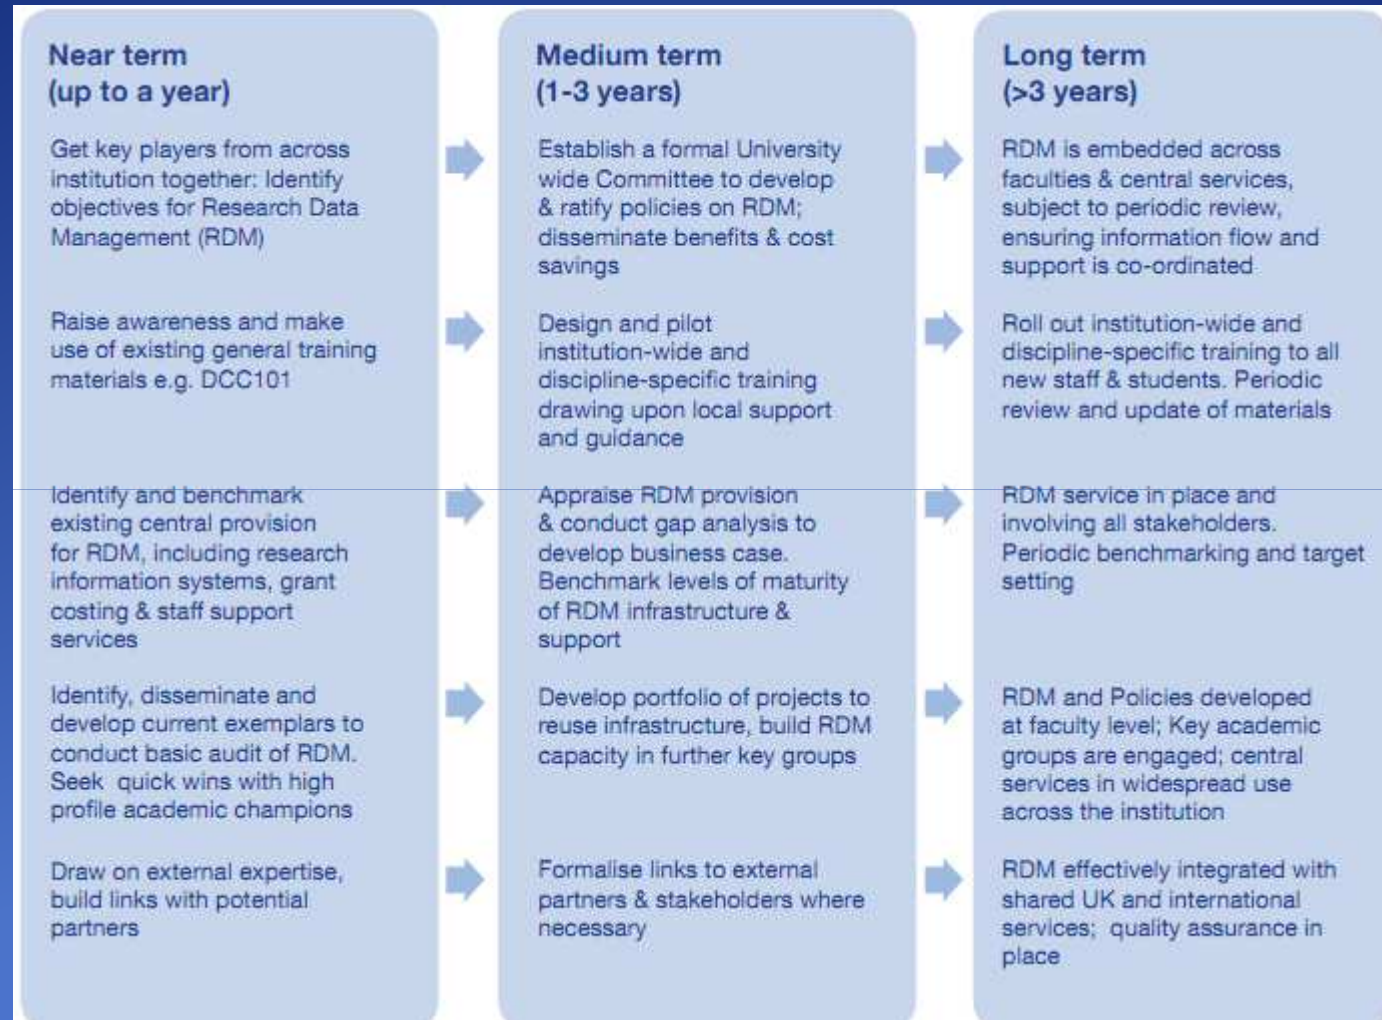 Near term
(up to a year)
Get key players from across
institution together: Identify
objectives for Research Data
Management (RDM)
Raise awareness and make
use of existing general training
materials e.g. DCC101
Identify and benchmark
existing central provision
for RDM, including research
information systems, grant
costing & staff support
services
Identify, disseminate and
develop current exemplars to
conduct basic audit of RDM.
Seek quick wins with high
profile academic champions
Draw on external expertise,
build links with potential
partners
Medium term
(1-3 years)
Establish a formal University
wide Committee to develop
& ratify policies on RDM;
disseminate benefits & cost
savings
Design and pilot
institution-wide and
discipline-specific training
drawing upon local support
and guidance
Appraise RDM provision
& conduct gap analysis to
develop business case.
Benchmark levels of maturity
of RDM infrastructure &
support
Develop portfolio of projects to
reuse infrastructure, build RDM
capacity in further key groups
Formalise links to external
partners & stakeholders where
necessary
Long term
(>3 years)
RDM is embedded across
faculties & central services,
subject to periodic review,
ensuring information flow and
support is co-ordinated
Roll out institution-wide and
discipline-specific training to all
new staff & students. Periodic
review and update of materials
RDM service in place and
involving all stakeholders.
Periodic benchmarking and target
setting
RDM and Policies developed
at faculty level; Key academic
groups are engaged; central
services in widespread use
across the institution
RDM effectively integrated with
shared UK and international
services; quality assurance in
place